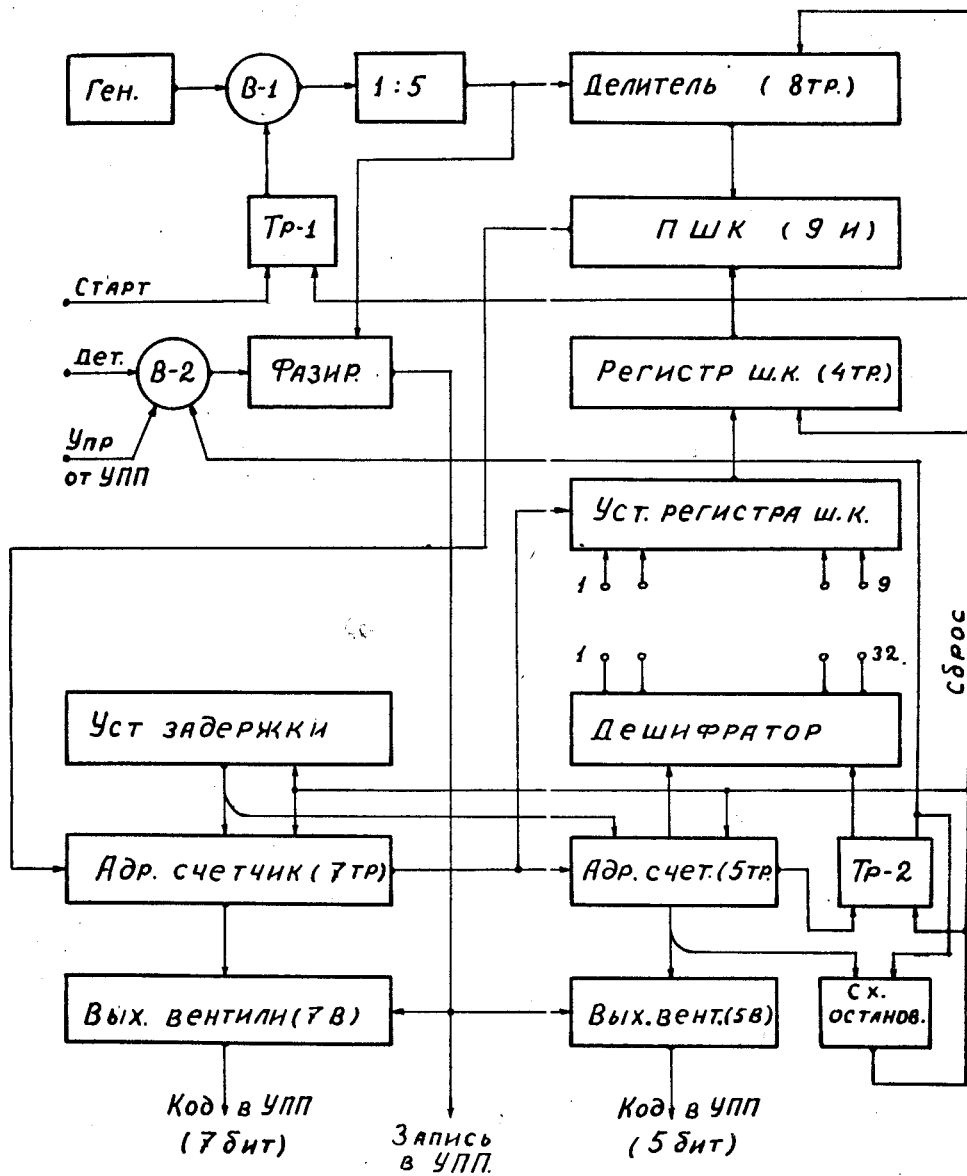 Ген.
В-1
1:5
Делитель (8тр.)
Тр-1
ПШК (9 И)
Старт
Дет.
В-2
Фазир.
Регистр ш.к. (4тр.)
Упр
от УПП
Уст. регистра ш.к.
1
9
Сброс
1
32.
Уст задержки
Дешифратор
Адр. счетчик (7тр)
Адр. счет. (5тр.
Тр-2
Вых. вентили (7В)
Вых. вент. (5В)
Сх.
останов.
Код в УПП
(7 бит)
Запись
в УПП.
Код в УПП
(5 бит)